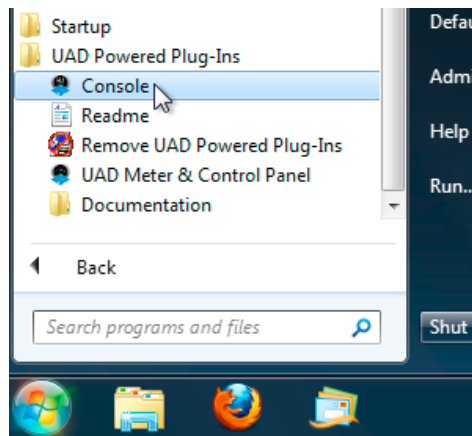 Startup
UAD Powered Plug-Ins
Console
Readme
Remove UAD Powered Plug-Ins
UAD Meter & Control Panel
Documentation
Back
Search programs and files
Defau
Admi
Help
Run..
Shut